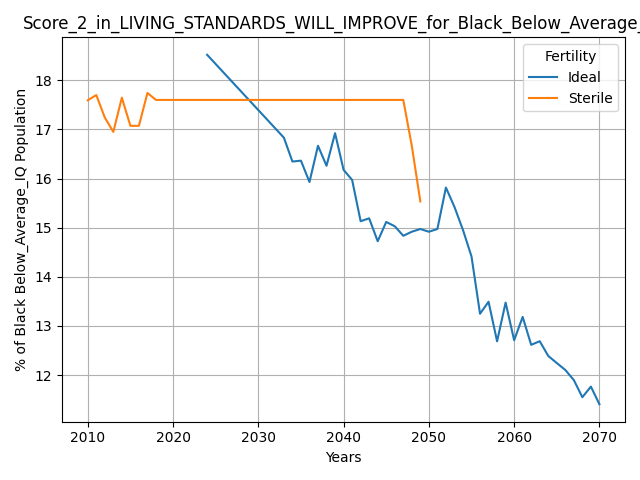 Score_2_in_LIVING_STANDARDS_WILL_IMPROVE_for_Black_Below_Average_
Fertility
Ideal
Sterile
% of Black Below_Average_IQ Population
18
17
16
15
14
13
12
2010 2020 2030 2040 2050 2060 2070
Years